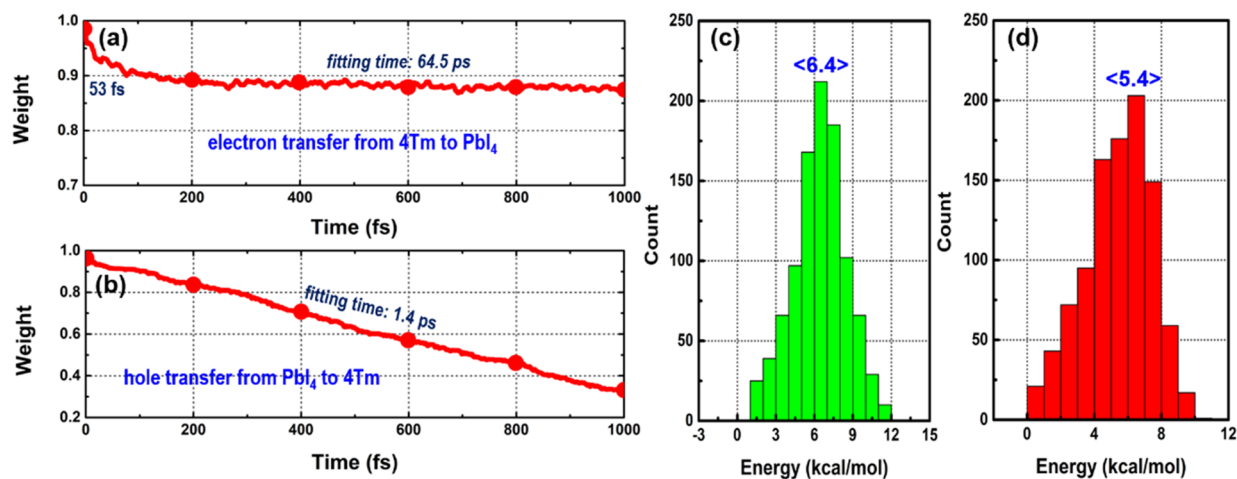 (a)
1.0
0.9
0.8
0.7
Weight
53 fs
fitting time: 64.5 ps
electron transfer from 4Tm to PbI4
0 200 400 600 800 1000
Time (fs)
(b)
1.0
0.8
0.6
0.4
0.2
Weight
fitting time: 1.4 ps
hole transfer from PbI4 to 4Tm
0 200 400 600 800 1000
Time (fs)
(c)
<6.4>
250
200
150
100
50
0
Count
-3 0 3 6 9 12 15
Energy (kcal/mol)
(d)
<5.4>
250
200
150
100
50
0
Count
0 4 8 12
Energy (kcal/mol)